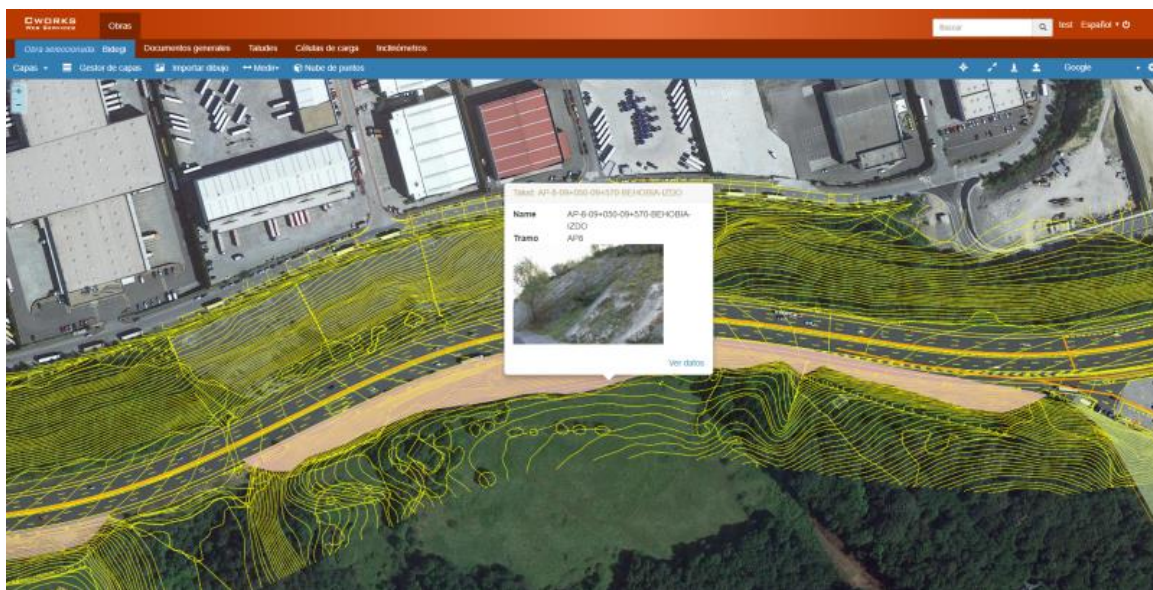 CWORKS
WEB SERVICES
Obras
Buscar
test Español
Obra seleccionada: Bidegi Documentos generales Taludes Células de carga Inclinómetros
Capas Gestor de capas Importar dibujo Medir Nube de puntos
Google
Talud: AP-8-09+050-09+570-BEHOBIA-IZDO
Name AP-8-09+050-09+570-BEHOBIA-
IZDO
Tramo AP8
Ver datos